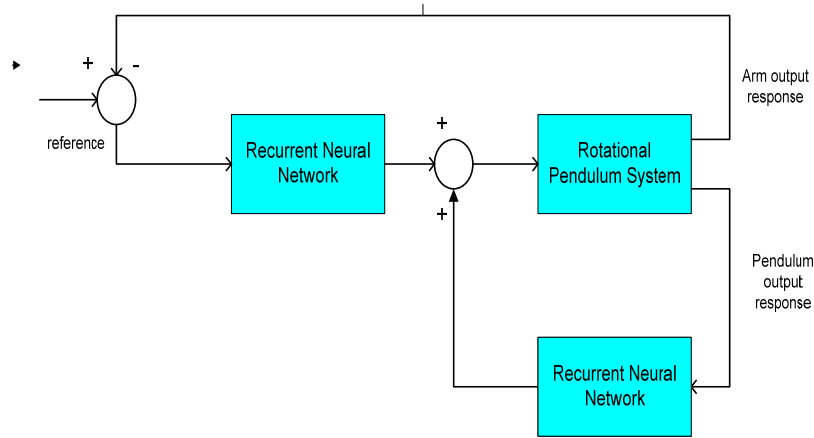 + -
Arm output
response
reference
Recurrent Neural
Network
+
Rotational
Pendulum System
+
Pendulum
output
response
Recurrent Neural
Network